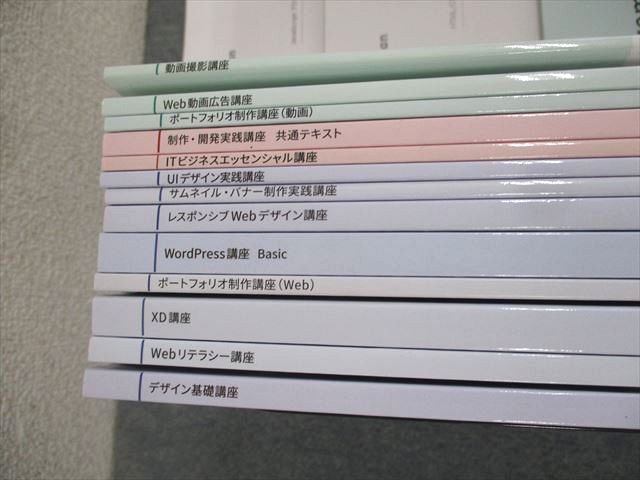 動画撮影講座
Web動画広告講座
ポートフォリオ制作講座(動画)
制作・開発実践講座 共通テキスト
ITビジネスエッセンシャル講座
UIデザイン実践講座
サムネイル・バナー制作実践講座
レスポンシブWebデザイン講座
WordPress講座 Basic
ポートフォリオ制作講座(Web)
XD講座
Webリテラシー講座
デザイン基礎講座